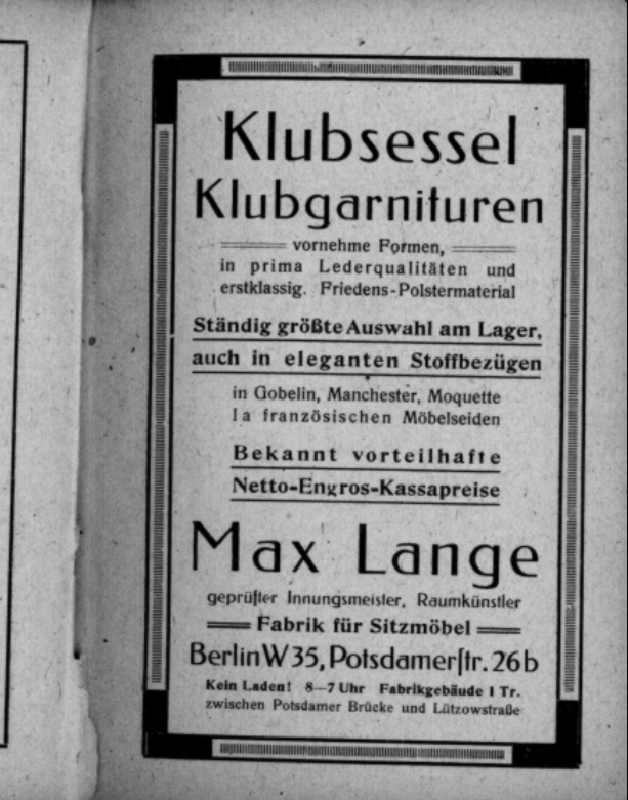 Klubsessel
Klubgarnituren
vornehme Formen,
in prima Lederqualitäten und
erstklassig. Friedens-Polstermaterial
Ständig größte Auswahl am Lager,
auch in eleganten Stoffbezügen
in Gobelin, Manchester, Moquette
Ia französischen Möbelseiden
Bekannt vorteilhafte
Netto-Engros-Kassapreise
Max Lange
geprüfter Innungsmeister, Raumkünstler
Fabrik für Sitzmöbel
Berlin W 35, Potsdamerstr. 26 b
Kein Laden! 8—7 Uhr Fabrikgebäude I Tr.
zwischen Potsdamer Brücke und Lützowstraße